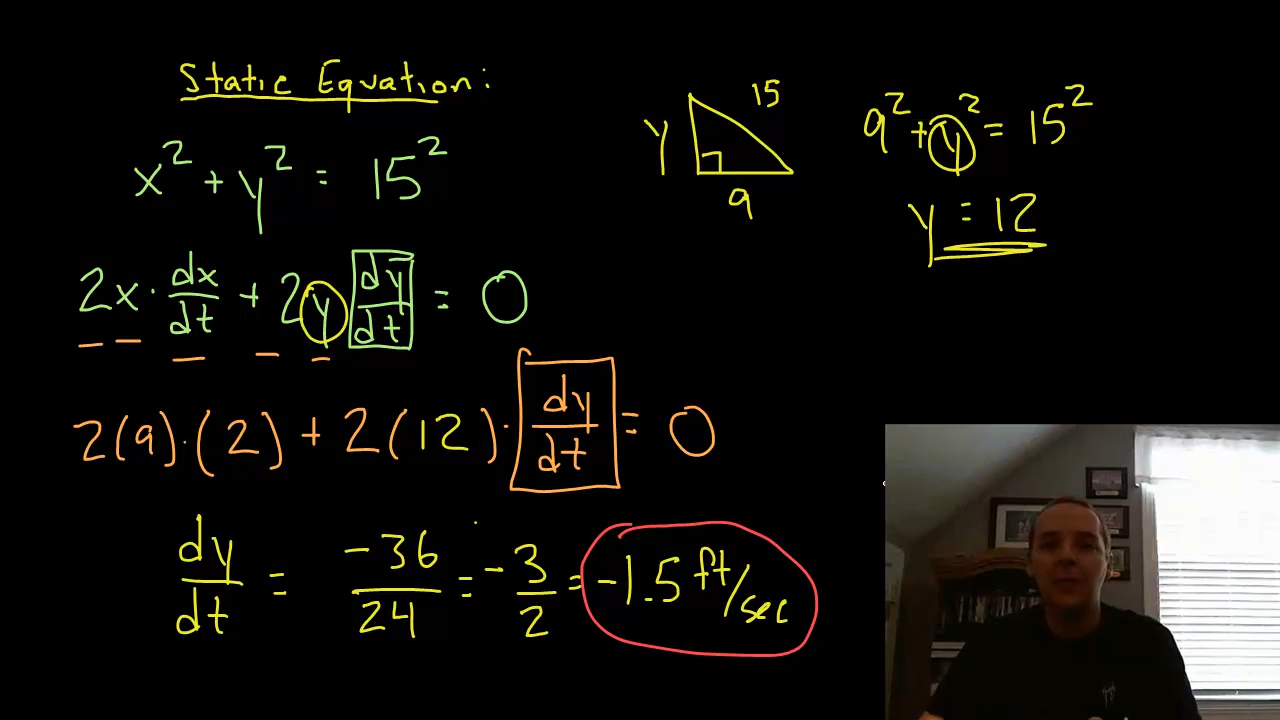 Static Equation:
x² + y² = 15²
2x · dx/dt + 2y dy/dt = 0
2(9)·(2) + 2(12)· dy/dt = 0
dy/dt = -36/24 = -3/2 = -1.5 ft/sec
y
15
9
9² + y² = 15²
y = 12